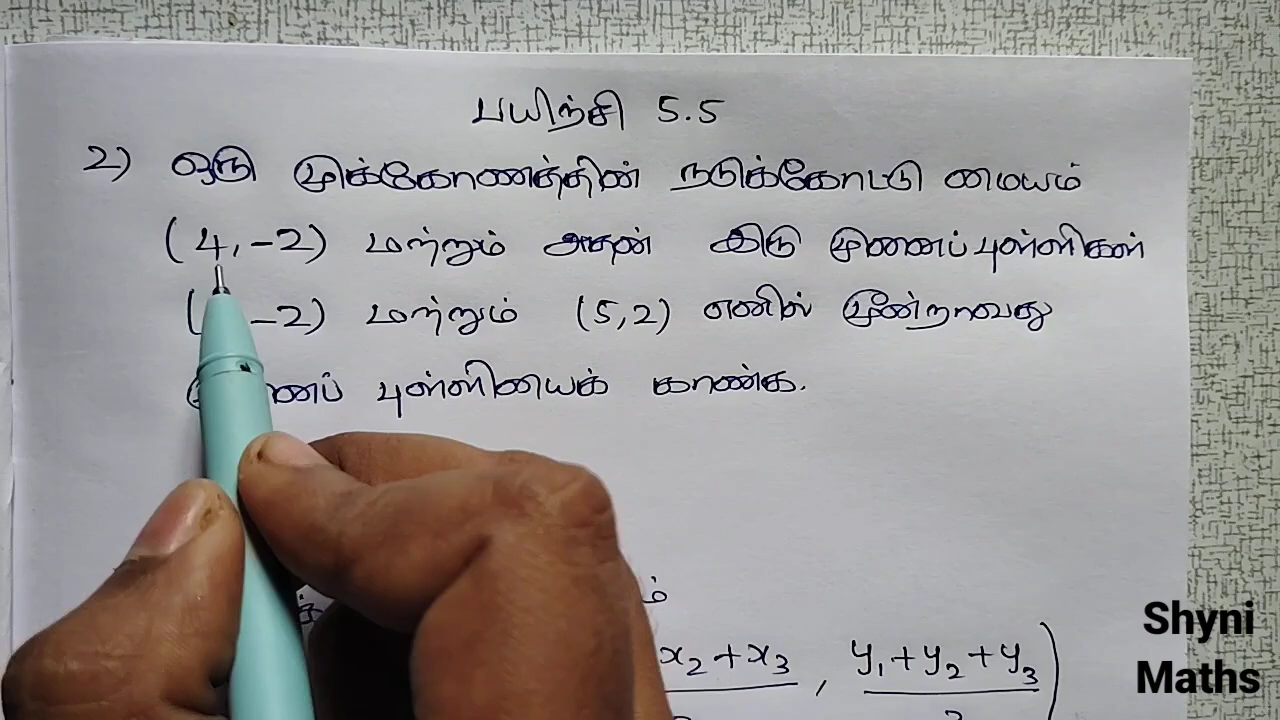 பயிற்சி 5.5
2) ஒரு முக்கோணத்தின் நடுக்கோட்டு மையம்
(4, -2) மற்றும் அதன் இரு முனைப்புள்ளிகள்
( -2) மற்றும் (5,2) எனில் மூன்றாவது
புள்ளியைக் காண்க.
x₂ + x₃ , y₁ + y₂ + y₃ )
Shyni
Maths